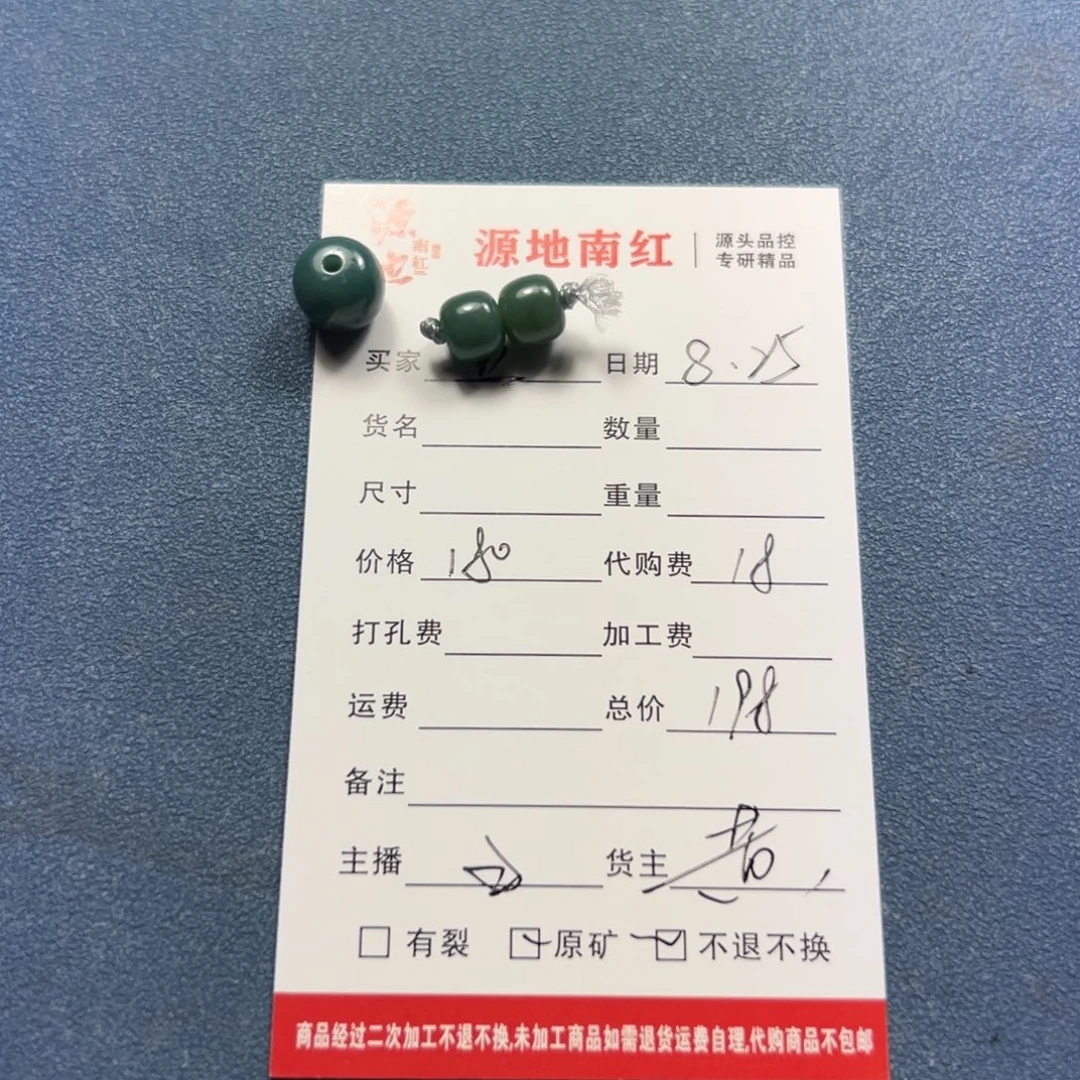 源地南红 源头品控
专研精品
南红
买家 日期 8.25
货名 数量
尺寸 重量
价格 180 代购费 18
打孔费 加工费
运费 总价 198
备注
主播 货主
有裂 原矿 不退不换
商品经过二次加工不退不换,未加工商品如需退货运费自理,代购商品不包邮